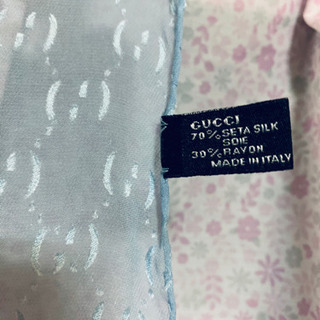 GUCCI
70% SETA SILK
SOIE
30% RAYON
MADE IN ITALY